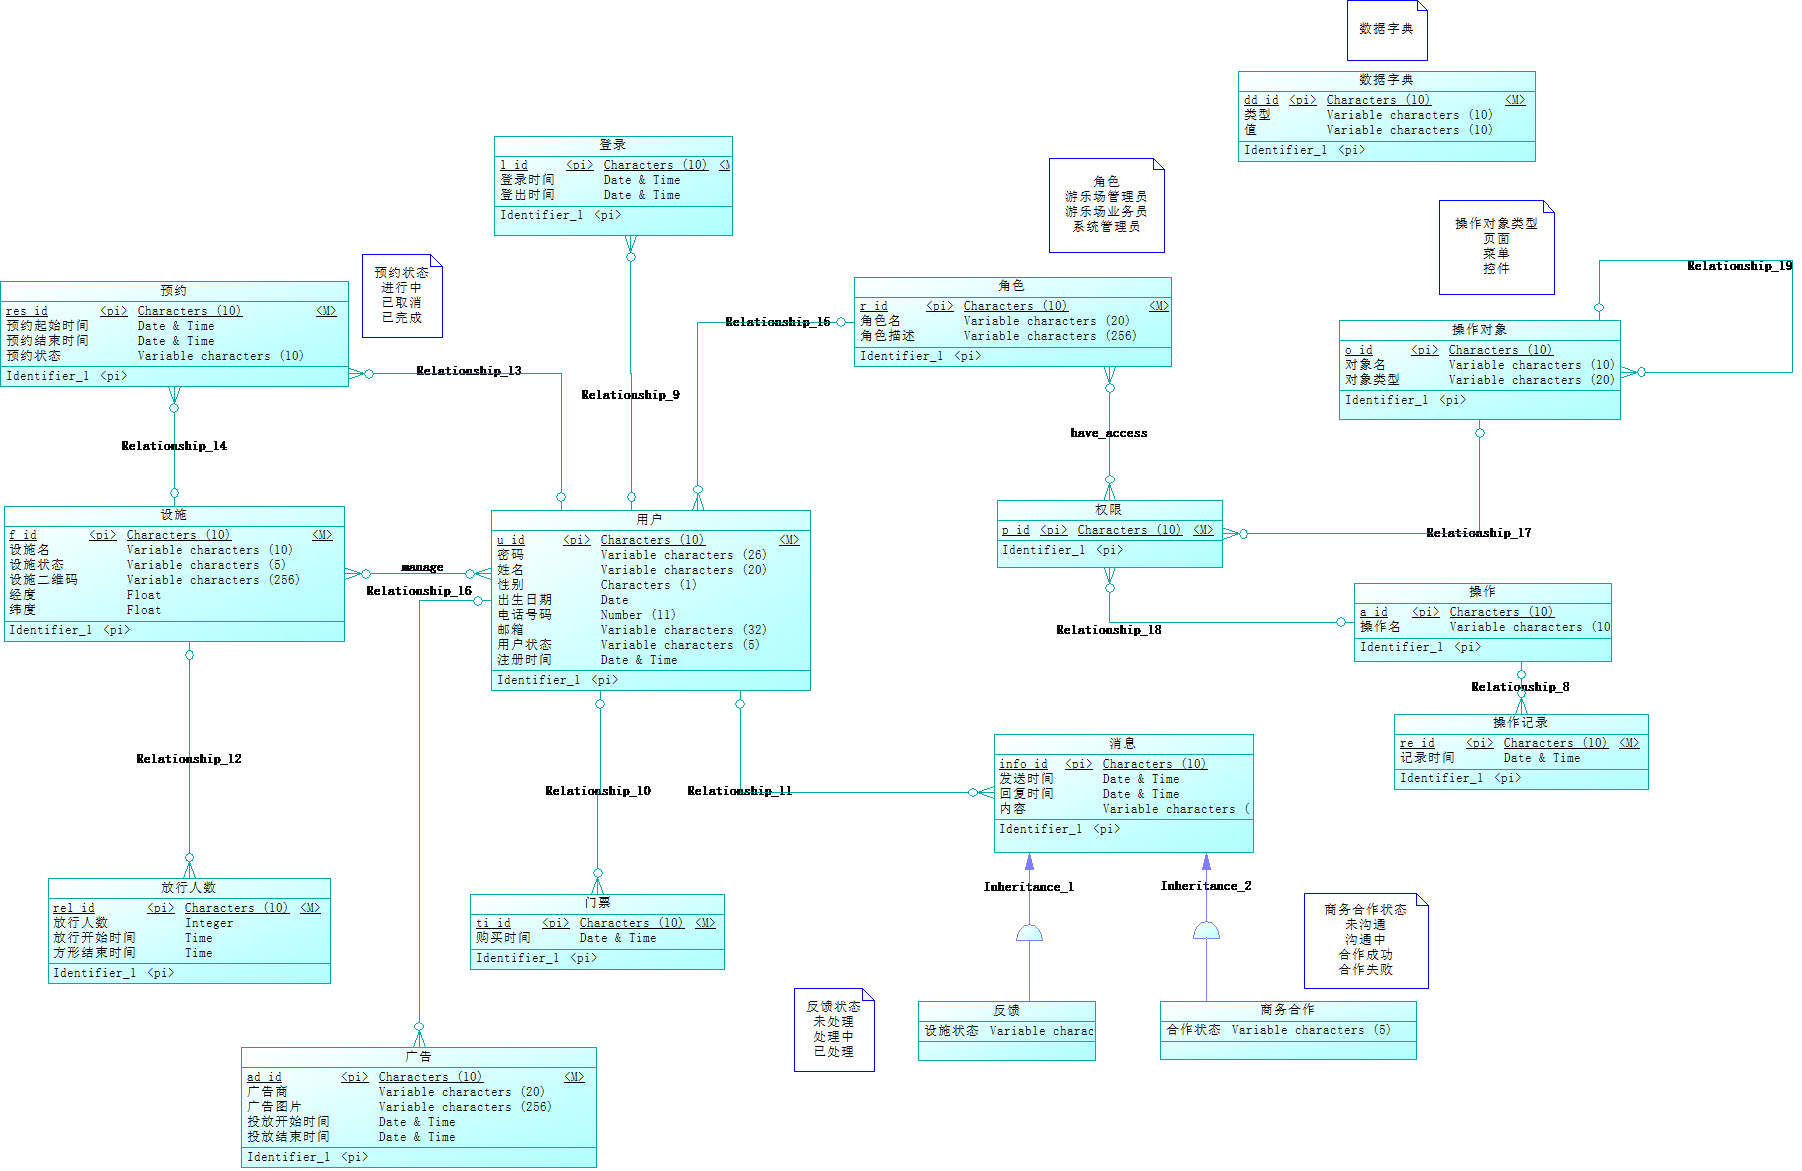 数据字典
数据字典
dd_id <pi> Characters (10) <M>
类型 Variable characters (10)
值 Variable characters (10)
Identifier_1 <pi>
登录
l_id <pi> Characters (10) <M
登录时间 Date & Time
登出时间 Date & Time
Identifier_1 <pi>
角色
游乐场管理员
游乐场业务员
系统管理员
操作对象类型
页面
菜单
控件
预约状态
进行中
已取消
已完成
预约
res_id <pi> Characters (10) <M>
预约起始时间 Date & Time
预约结束时间 Date & Time
预约状态 Variable characters (10)
Identifier_1 <pi>
角色
r_id <pi> Characters (10) <M>
角色名 Variable characters (20)
角色描述 Variable characters (256)
Identifier_1 <pi>
Relationship_19
操作对象
o_id <pi> Characters (10)
对象名 Variable characters (10)
对象类型 Variable characters (20)
Identifier_1 <pi>
Relationship_15
Relationship_13
Relationship_9
Relationship_14
have_access
设施
f_id <pi> Characters (10) <M>
设施名 Variable characters (10)
设施状态 Variable characters (5)
设施二维码 Variable characters (256)
经度 Float
纬度 Float
Identifier_1 <pi>
manage
Relationship_16
用户
u_id <pi> Characters (10) <M>
密码 Variable characters (26)
姓名 Variable characters (20)
性别 Characters (1)
出生日期 Date
电话号码 Number (11)
邮箱 Variable characters (32)
用户状态 Variable characters (5)
注册时间 Date & Time
Identifier_1 <pi>
权限
p_id <pi> Characters (10) <M>
Identifier_1 <pi>
Relationship_17
Relationship_18
操作
a_id <pi> Characters (10)
操作名 Variable characters (10
Identifier_1 <pi>
Relationship_8
操作记录
re_id <pi> Characters (10) <M>
记录时间 Date & Time
Identifier_1 <pi>
Relationship_12
Relationship_10
Relationship_11
消息
info_id <pi> Characters (10)
发送时间 Date & Time
回复时间 Date & Time
内容 Variable characters (
Identifier_1 <pi>
放行人数
rel_id <pi> Characters (10) <M>
放行人数 Integer
放行开始时间 Time
方形结束时间 Time
Identifier_1 <pi>
门票
ti_id <pi> Characters (10) <M>
购买时间 Date & Time
Identifier_1 <pi>
Inheritance_1
Inheritance_2
商务合作状态
未沟通
沟通中
合作成功
合作失败
反馈状态
未处理
处理中
已处理
反馈
设施状态 Variable charac
商务合作
合作状态 Variable characters (5)
广告
ad_id <pi> Characters (10) <M>
广告商 Variable characters (20)
广告图片 Variable characters (256)
投放开始时间 Date & Time
投放结束时间 Date & Time
Identifier_1 <pi>